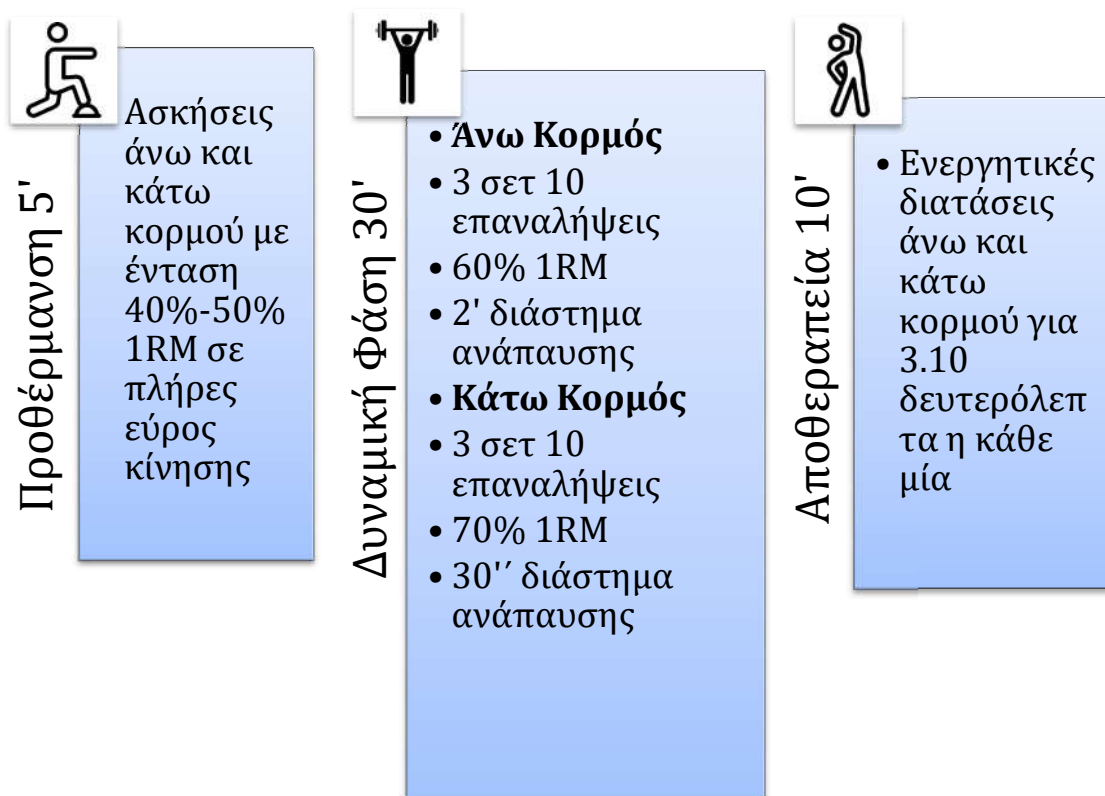 Προθέρμανση 5'
Ασκήσεις
άνω και
κάτω
κορμού με
ένταση
40%-50%
1RM σε
πλήρες
εύρος
κίνησης
Δυναμική Φάση 30'
• Άνω Κορμός
• 3 σετ 10
επαναλήψεις
• 60% 1RM
• 2' διάστημα
ανάπαυσης
• Κάτω Κορμός
• 3 σετ 10
επαναλήψεις
• 70% 1RM
• 30'΄ διάστημα
ανάπαυσης
Αποθεραπεία 10'
• Ενεργητικές
διατάσεις
άνω και
κάτω
κορμού για
3.10
δευτερόλεπ
τα η κάθε
μία